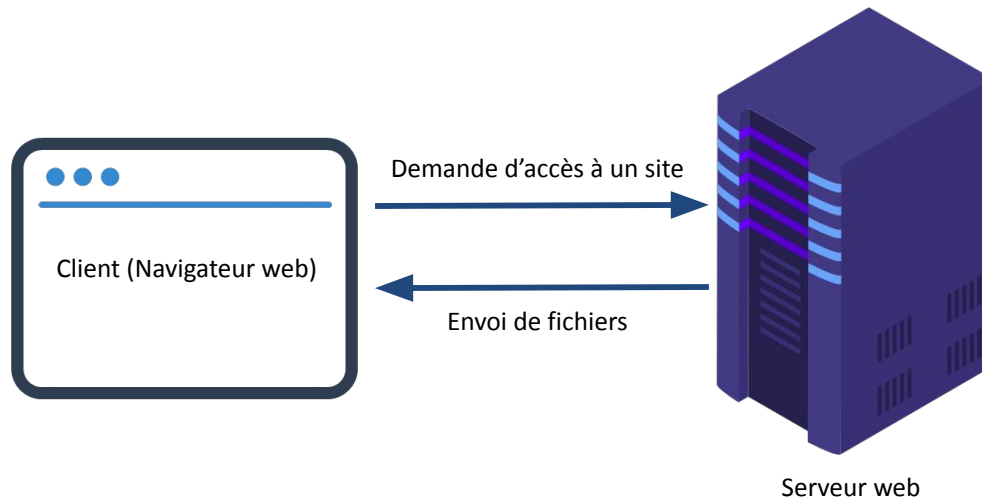 Demande d’accès à un site
Client (Navigateur web)
Envoi de fichiers
Serveur web